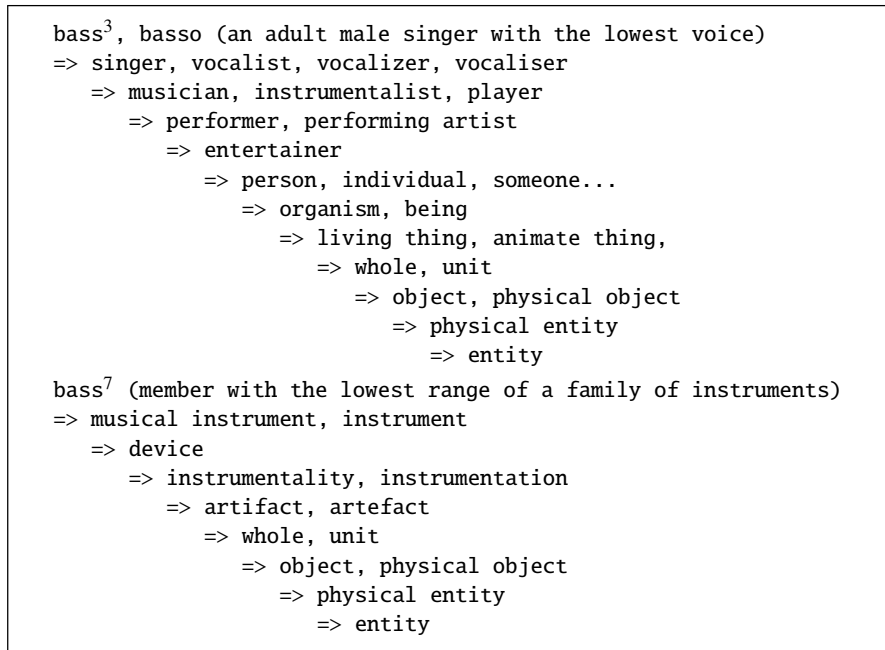 bass³, basso (an adult male singer with the lowest voice)
=> singer, vocalist, vocalizer, vocaliser
=> musician, instrumentalist, player
=> performer, performing artist
=> entertainer
=> person, individual, someone...
=> organism, being
=> living thing, animate thing,
=> whole, unit
=> object, physical object
=> physical entity
=> entity
bass⁷ (member with the lowest range of a family of instruments)
=> musical instrument, instrument
=> device
=> instrumentality, instrumentation
=> artifact, artefact
=> whole, unit
=> object, physical object
=> physical entity
=> entity